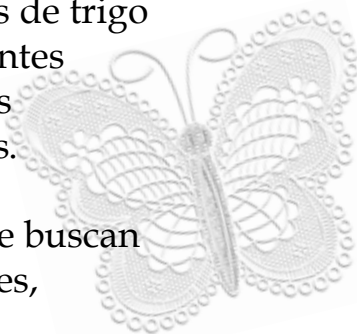 s de trigo
ntes
s
s.
e buscan
es,